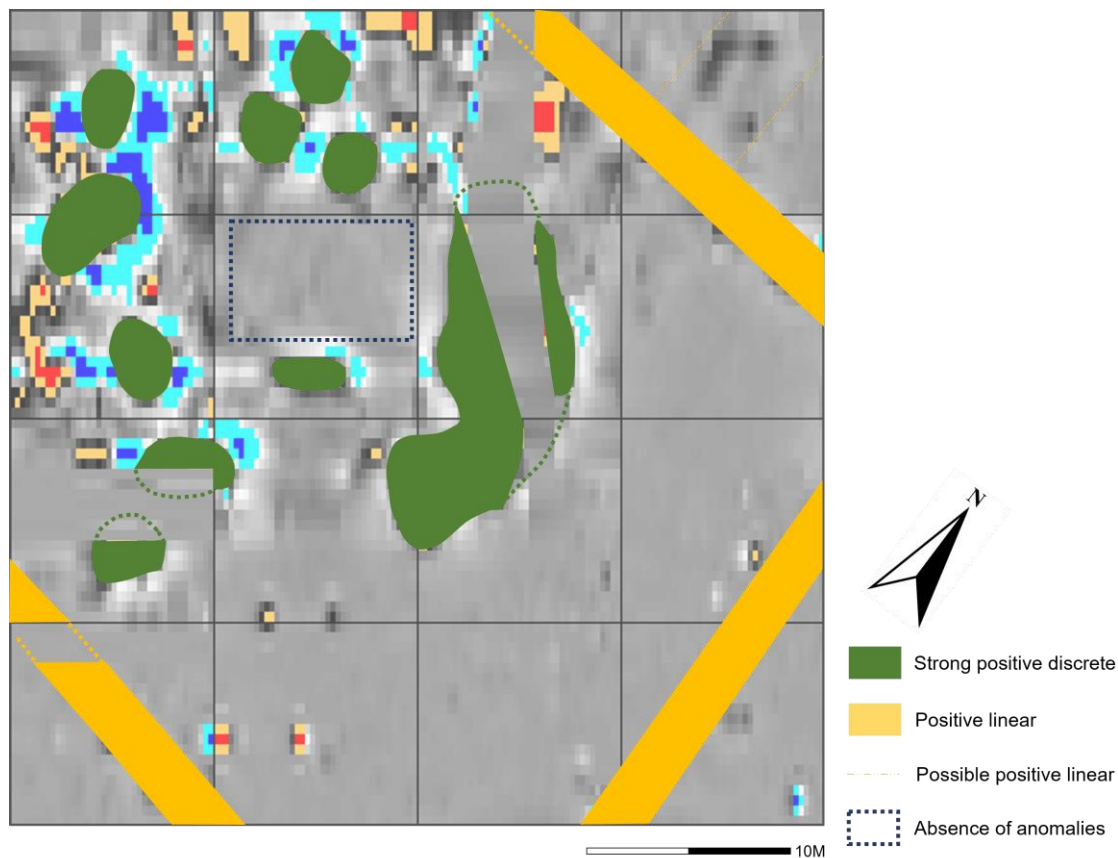 N
Strong positive discrete
Positive linear
Possible positive linear
Absence of anomalies
10M